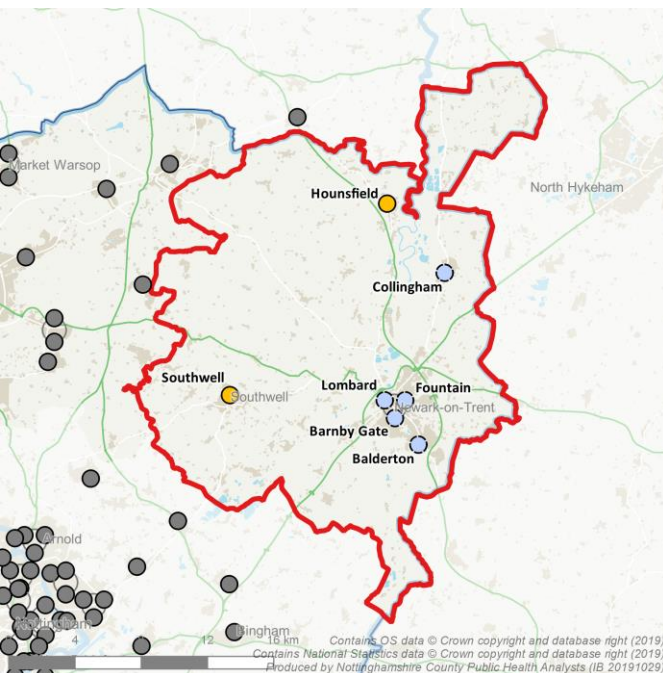 Market Warsop
North Hykeham
Hounsfield
Collingham
Southwell
Southwell
Lombard
Fountain
Newark-on-Trent
Barnby Gate
Balderton
Arnold
Nottingham
4
12
16 km
Bingham
Contains OS data © Crown copyright and database right (2019)
Contains National Statistics data © Crown copyright and database right (2019)
Produced by Nottinghamshire County Public Health Analysts (IB 20191029)